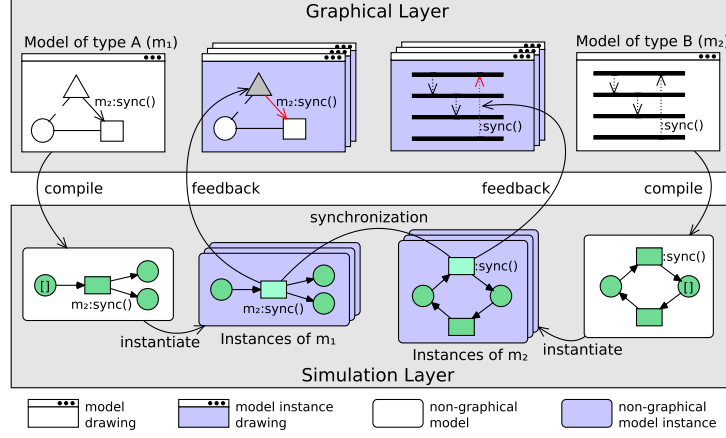 Graphical Layer
Model of type A (m₁)
Model of type B (m₂)
m₂:sync()
m₂:sync()
:sync()
:sync()
compile
feedback
feedback
compile
synchronization
[]
m₂:sync()
m₂:sync()
:sync()
:sync()
[]
instantiate
Instances of m₁
Instances of m₂
instantiate
Simulation Layer
model
drawing
model instance
drawing
non-graphical
model
non-graphical
model instance